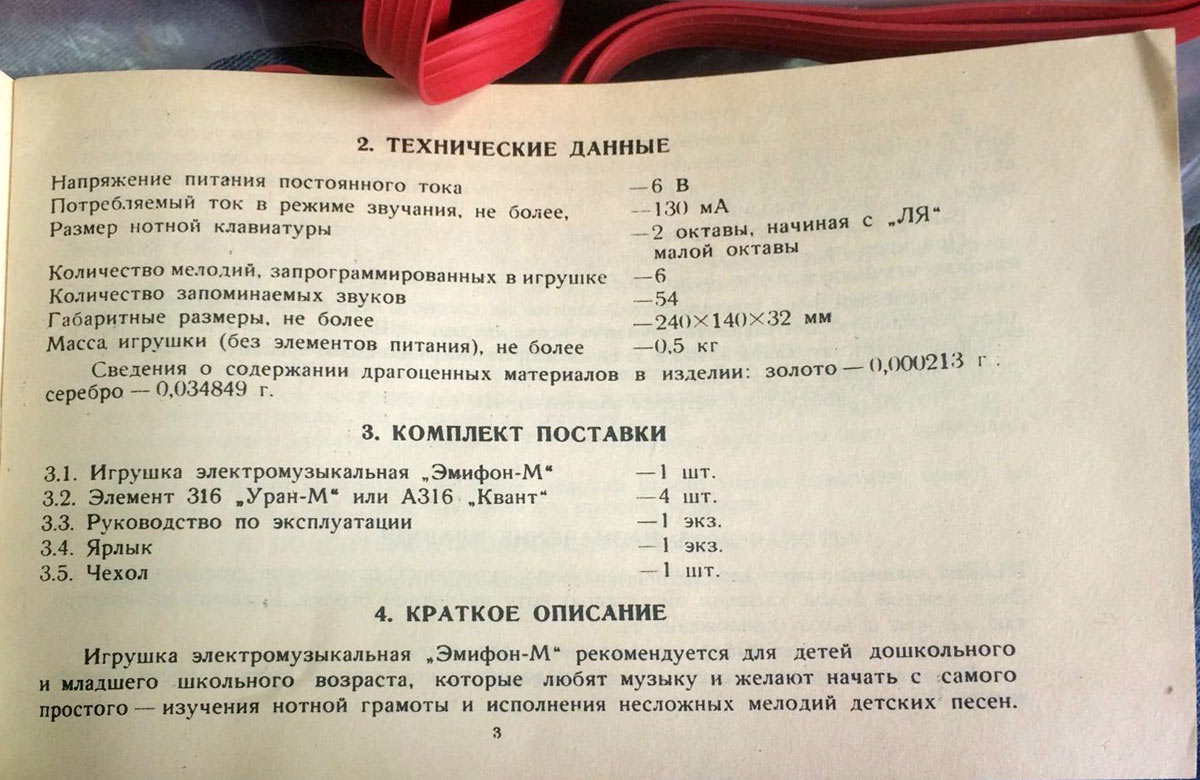 2. ТЕХНИЧЕСКИЕ ДАННЫЕ
Напряжение питания постоянного тока —6 В
Потребляемый ток в режиме звучания, не более, —130 мА
Размер нотной клавиатуры —2 октавы, начиная с „ЛЯ“
малой октавы
Количество мелодий, запрограммированных в игрушке —6
Количество запоминаемых звуков —54
Габаритные размеры, не более —240×140×32 мм
Масса игрушки (без элементов питания), не более —0,5 кг
Сведения о содержании драгоценных материалов в изделии: золото — 0,000213 г .
серебро — 0,034849 г.
3. КОМПЛЕКТ ПОСТАВКИ
3.1. Игрушка электромузыкальная „Эмифон-М“ —1 шт.
3.2. Элемент 316 „Уран-М“ или А316 „Квант“ —4 шт.
3.3. Руководство по эксплуатации —1 экз.
3.4. Ярлык —1 экз.
3.5. Чехол —1 шт.
4. КРАТКОЕ ОПИСАНИЕ
Игрушка электромузыкальная „Эмифон-М“ рекомендуется для детей дошкольного
и младшего школьного возраста, которые любят музыку и желают начать с самого
простого — изучения нотной грамоты и исполнения несложных мелодий детских песен.
3